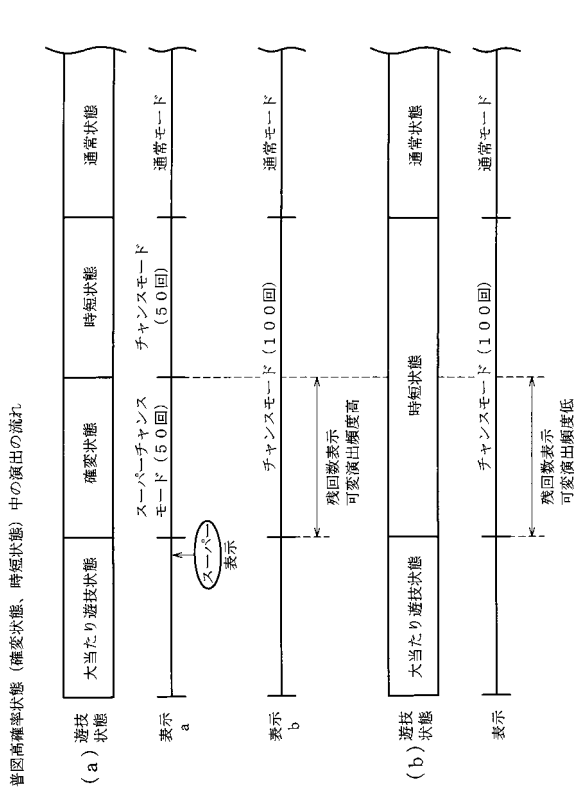 普図高確率状態（確変状態、時短状態）中の演出の流れ
(a)
遊技
状態
大当たり遊技状態
確変状態
時短状態
通常状態
表示
a
スーパー
表示
スーパーチャンス
モード（50回）
チャンスモード
（50回）
通常モード
表示
b
チャンスモード（100回）
通常モード
残回数表示
可変演出頻度高
(b)
遊技
状態
大当たり遊技状態
時短状態
通常状態
表示
チャンスモード（100回）
通常モード
残回数表示
可変演出頻度低